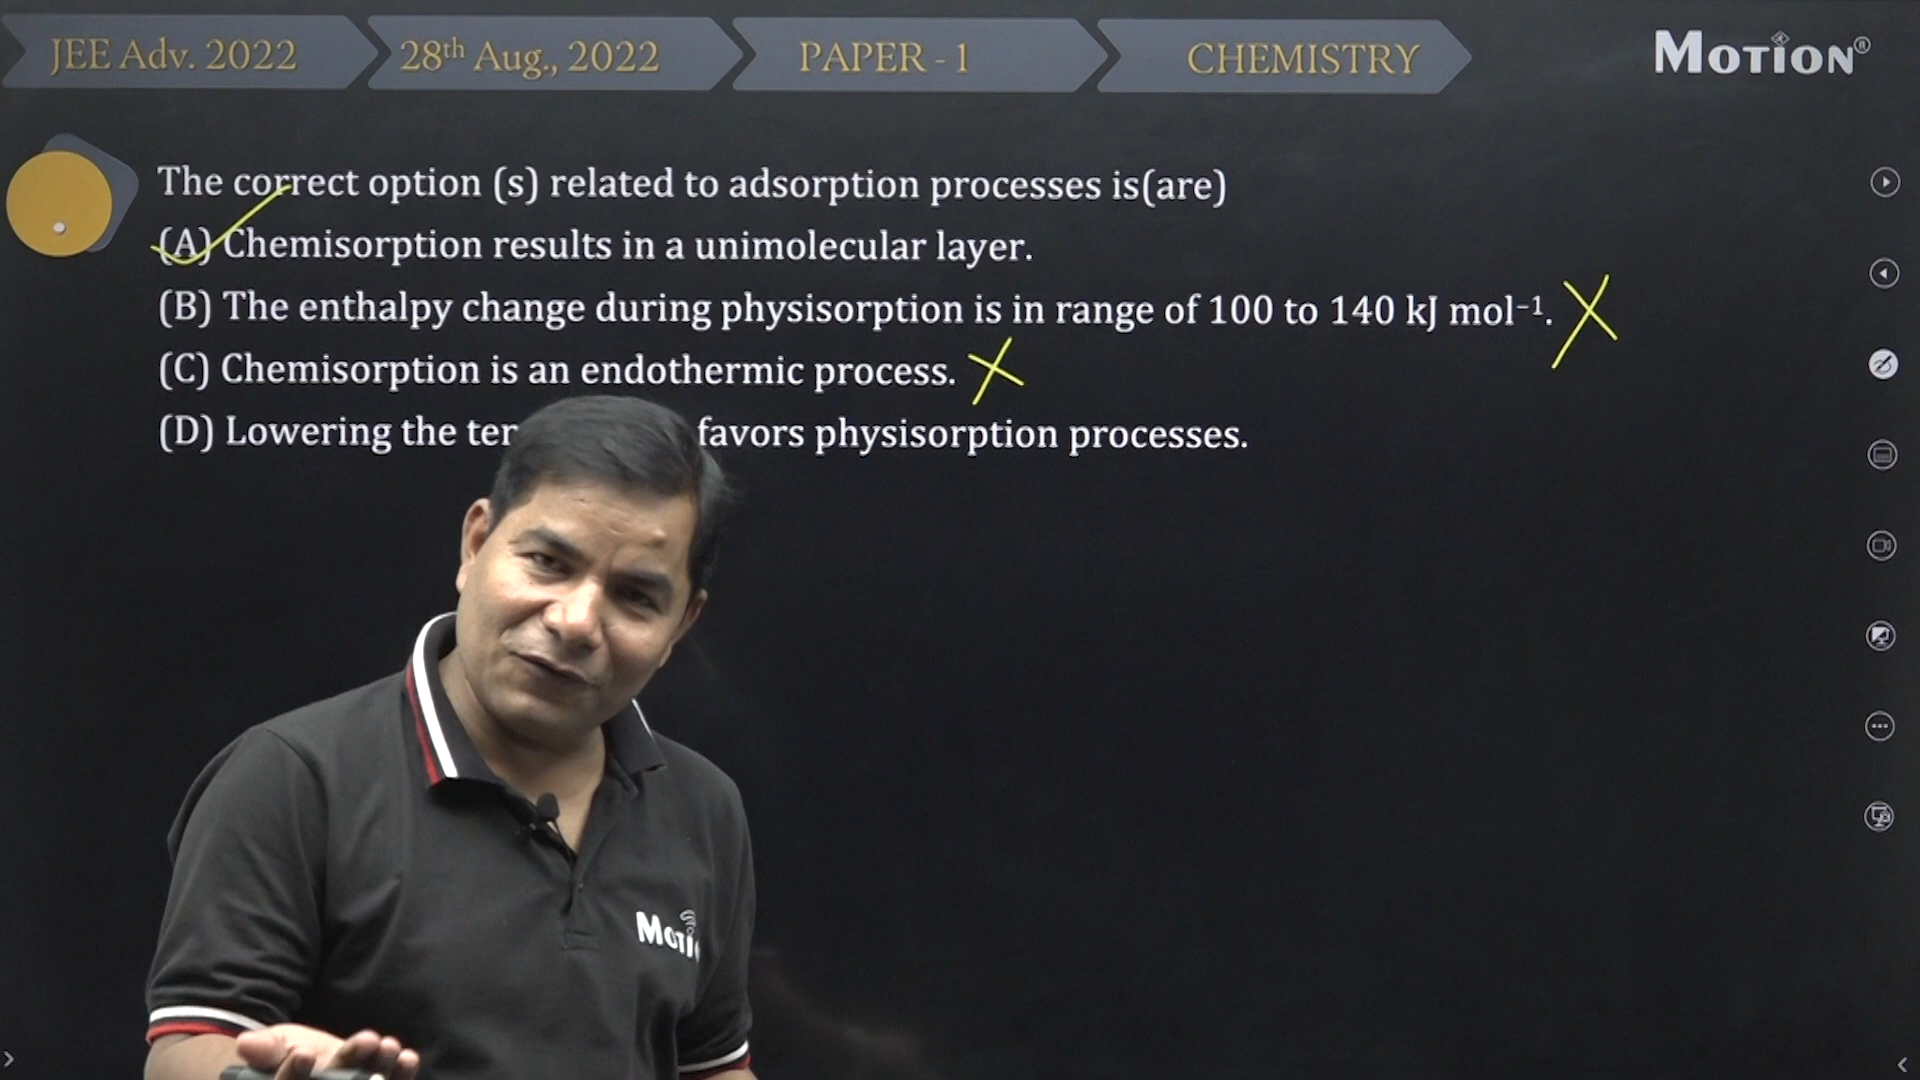 JEE Adv. 2022 28th Aug., 2022 PAPER - 1 CHEMISTRY MOTION®
The correct option (s) related to adsorption processes is(are)
(A) Chemisorption results in a unimolecular layer.
(B) The enthalpy change during physisorption is in range of 100 to 140 kJ mol⁻¹.
(C) Chemisorption is an endothermic process.
(D) Lowering the favors physisorption processes.